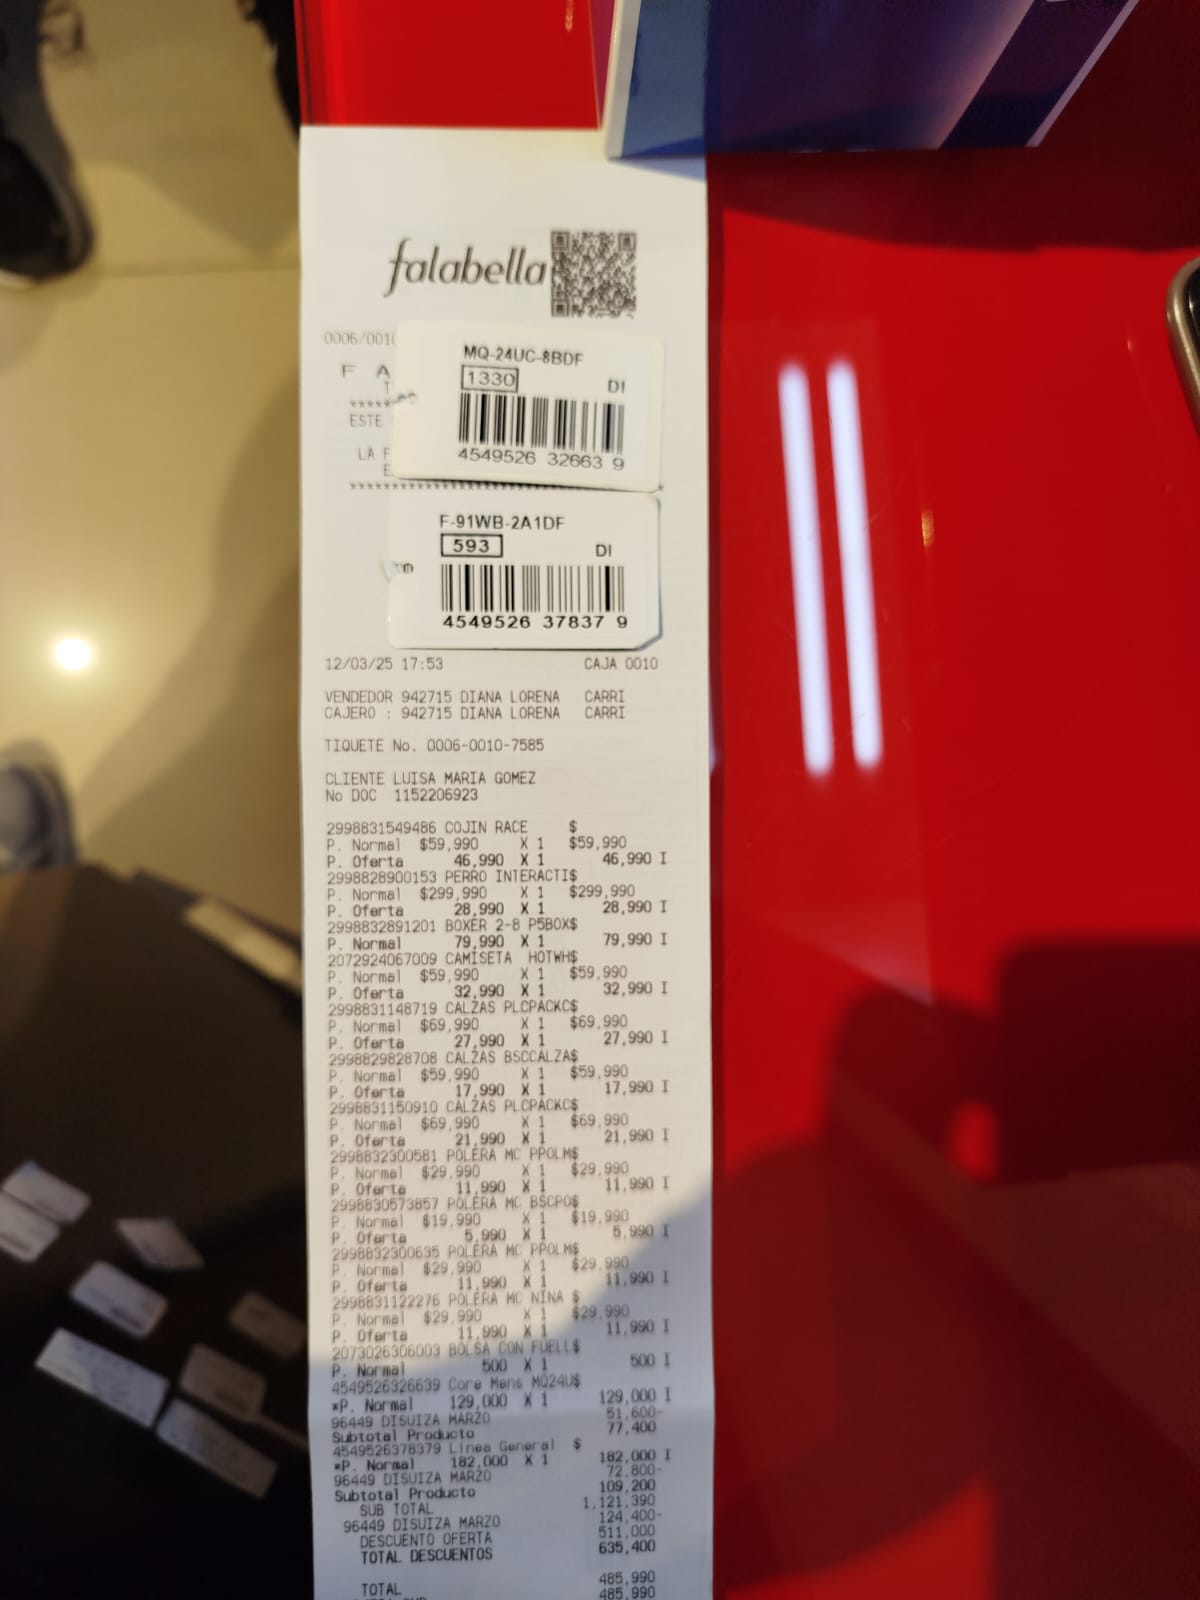 falabella
0006/0010
MQ-24UC-8BDF
1330 DI
4549526 32663 9
F A
T
ESTE
LA F
E
F-91WB-2A1DF
593 DI
4549526 37837 9
12/03/25 17:53 CAJA 0010
VENDEDOR 942715 DIANA LORENA CARRI
CAJERO : 942715 DIANA LORENA CARRI
TIQUETE No. 0006-0010-7585
CLIENTE LUISA MARIA GOMEZ
No DOC 1152206923
2998831549486 COJIN RACE $
P. Normal $59,990 X 1 $59,990
P. Oferta 46,990 X 1 46,990 I
2998828900153 PERRO INTERACTI$
P. Normal $299,990 X 1 $299,990
P. Oferta 28,990 X 1 28,990 I
2998832891201 BOXER 2-8 P5BOX$
P. Normal 79,990 X 1 79,990 I
2072924067009 CAMISETA HOTWH$
P. Normal $59,990 X 1 $59,990
P. Oferta 32,990 X 1 32,990 I
2998831148719 CALZAS PLCPACKC$
P. Normal $69,990 X 1 $69,990
P. Oferta 27,990 X 1 27,990 I
2998829828708 CALZAS BSCCALZA$
P. Normal $59,990 X 1 $59,990
P. Oferta 17,990 X 1 17,990 I
2998831150910 CALZAS PLCPACKC$
P. Normal $69,990 X 1 $69,990
P. Oferta 21,990 X 1 21,990 I
2998832300581 POLERA MC PPOLM$
P. Normal $29,990 X 1 $29,990
P. Oferta 11,990 X 1 11,990 I
2998830573857 POLERA MC BSCPO$
P. Normal $19,990 X 1 $19,990
P. Oferta 5,990 X 1 5,990 I
2998832300635 POLERA MC PPOLM$
P. Normal $29,990 X 1 $29,990
P. Oferta 11,990 X 1 11,990 I
2998831122276 POLERA MC NINA $
P. Normal $29,990 X 1 $29,990
P. Oferta 11,990 X 1 11,990 I
2073026306003 BOLSA CON FUELL$
P. Normal 500 X 1 500 I
4549526326639 Core Mens MQ24U$
*P. Normal 129,000 X 1 129,000 I
96449 DISUIZA MARZO 51,600-
Subtotal Producto 77,400
4549526378379 Linea General $
*P. Normal 182,000 X 1 182,000 I
96449 DISUIZA MARZO 72,800-
Subtotal Producto 109,200
SUB TOTAL 1,121,390
96449 DISUIZA MARZO 124,400-
DESCUENTO OFERTA 511,000
TOTAL DESCUENTOS 635,400
TOTAL 485,990
485,990